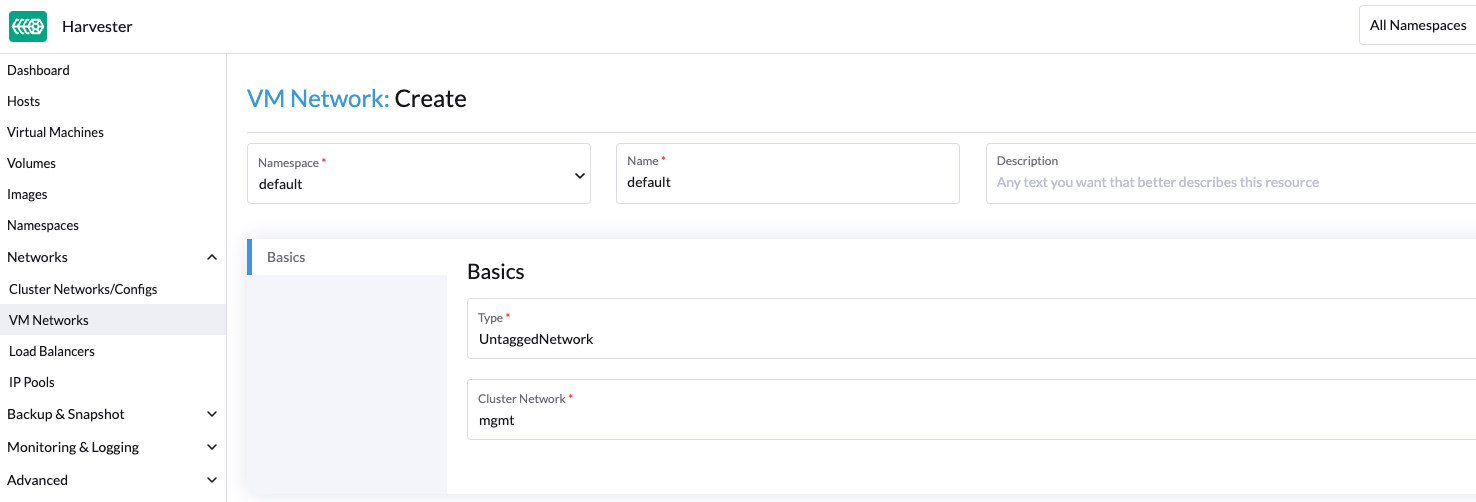 Harvester
All Namespaces
Dashboard
Hosts
Virtual Machines
Volumes
Images
Namespaces
Networks
Cluster Networks/Configs
VM Networks
Load Balancers
IP Pools
Backup & Snapshot
Monitoring & Logging
Advanced
VM Network: Create
Namespace *
default
Name *
default
Description
Any text you want that better describes this resource
Basics
Basics
Type *
UntaggedNetwork
Cluster Network *
mgmt